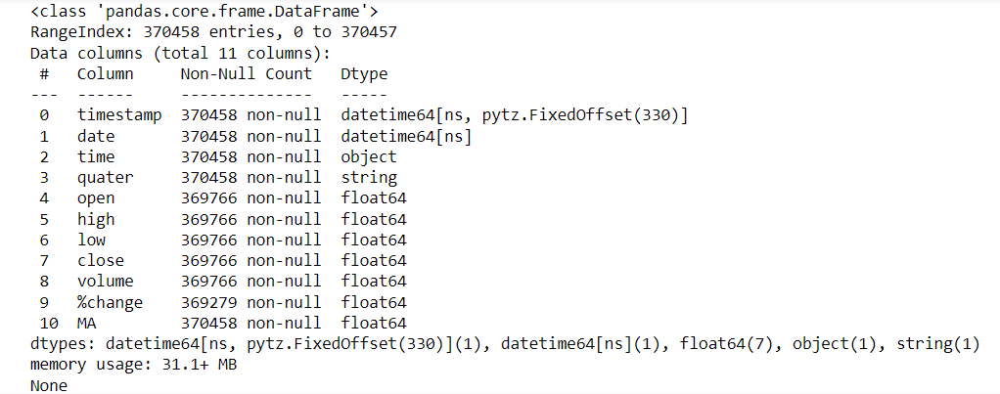 <class 'pandas.core.frame.DataFrame'>
RangeIndex: 370458 entries, 0 to 370457
Data columns (total 11 columns):
 #   Column     Non-Null Count   Dtype
---  ------     --------------   -----
 0   timestamp  370458 non-null  datetime64[ns, pytz.FixedOffset(330)]
 1   date       370458 non-null  datetime64[ns]
 2   time       370458 non-null  object
 3   quater     370458 non-null  string
 4   open       369766 non-null  float64
 5   high       369766 non-null  float64
 6   low        369766 non-null  float64
 7   close      369766 non-null  float64
 8   volume     369766 non-null  float64
 9   %change    369279 non-null  float64
 10  MA         370458 non-null  float64
dtypes: datetime64[ns, pytz.FixedOffset(330)](1), datetime64[ns](1), float64(7), object(1), string(1)
memory usage: 31.1+ MB
None